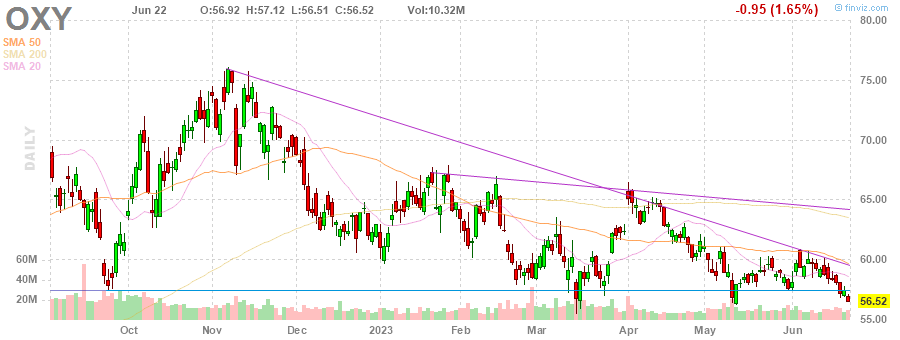 OXY Jun 22 O:56.92 H:57.12 L:56.51 C:56.52 Vol:10.32M -0.95 (1.65%) © finviz.com
SMA 50
SMA 200
SMA 20
DAILY
80.00
75.00
70.00
65.00
60.00
56.52
55.00
60M
40M
20M
Oct Nov Dec 2023 Feb Mar Apr May Jun